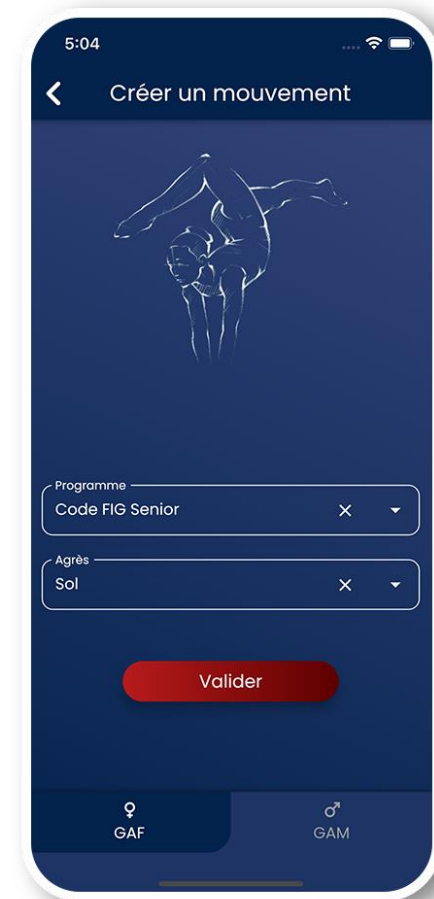 5:04
Créer un mouvement
Programme
Code FIG Senior
Agrès
Sol
Valider
♀ ♂
GAF GAM